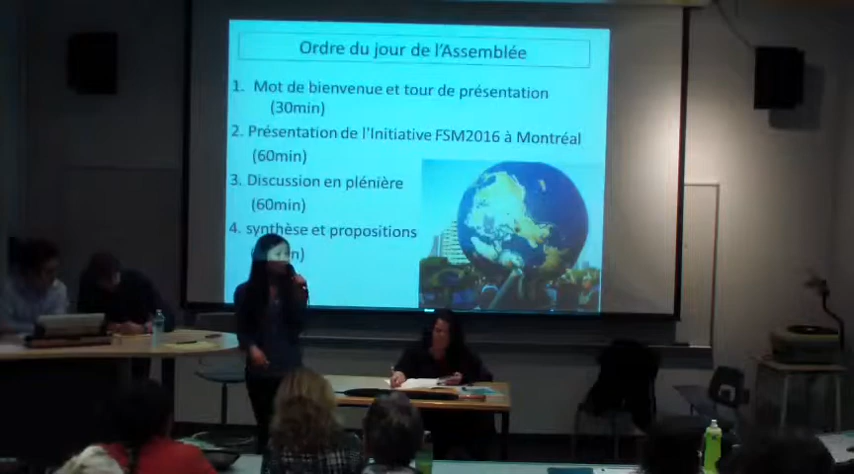 Ordre du jour de l'Assemblée
1. Mot de bienvenue et tour de présentation
(30min)
2. Présentation de l'Initiative FSM2016 à Montréal
(60min)
3. Discussion en plénière
(60min)
4. synthèse et propositions